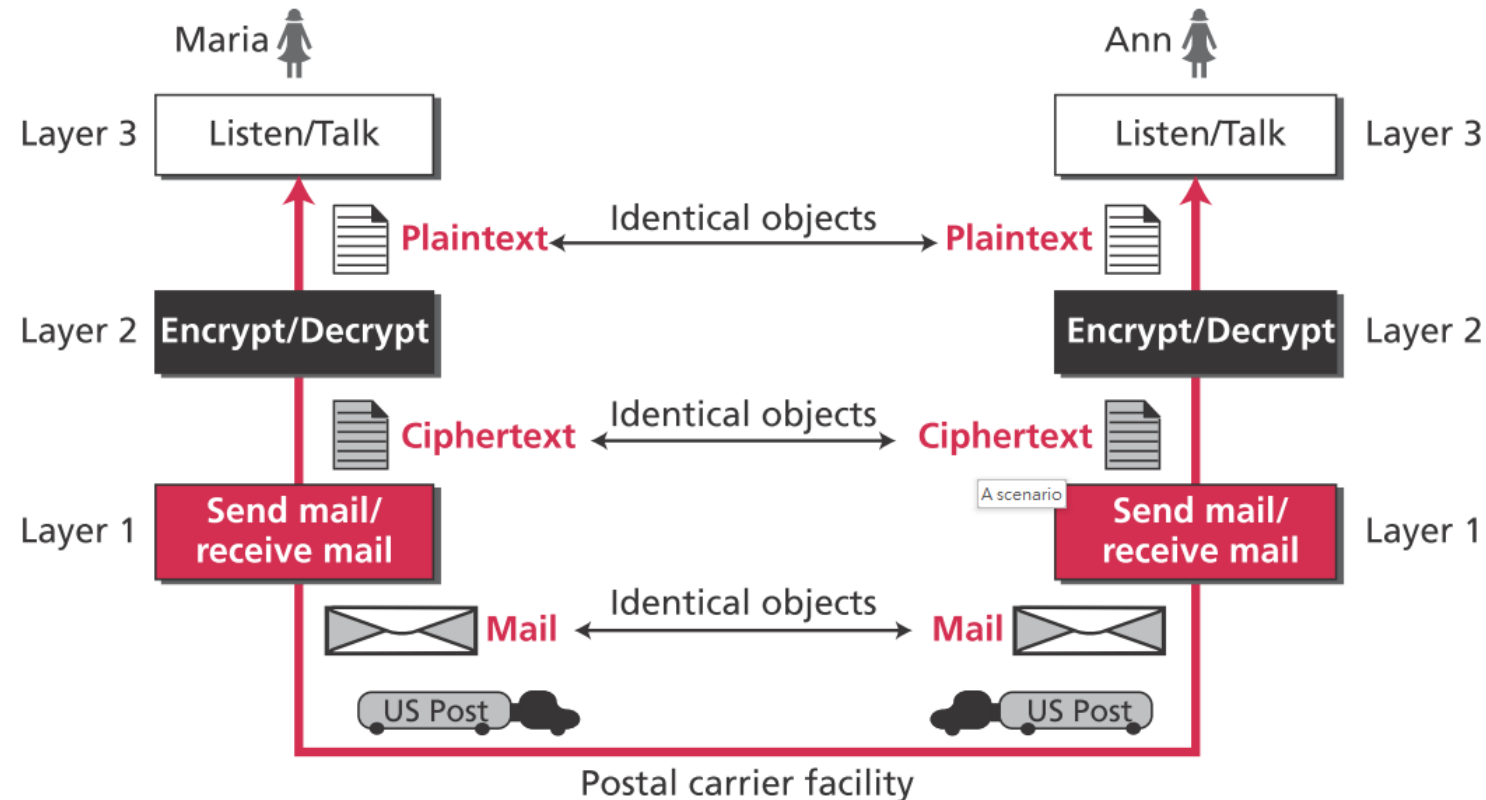 Maria
Ann
Layer 3
Listen/Talk
Listen/Talk
Layer 3
Plaintext
Identical objects
Plaintext
Layer 2
Encrypt/Decrypt
Encrypt/Decrypt
Layer 2
Ciphertext
Identical objects
Ciphertext
A scenario
Layer 1
Send mail/
receive mail
Send mail/
receive mail
Layer 1
Mail
Identical objects
Mail
US Post
US Post
Postal carrier facility